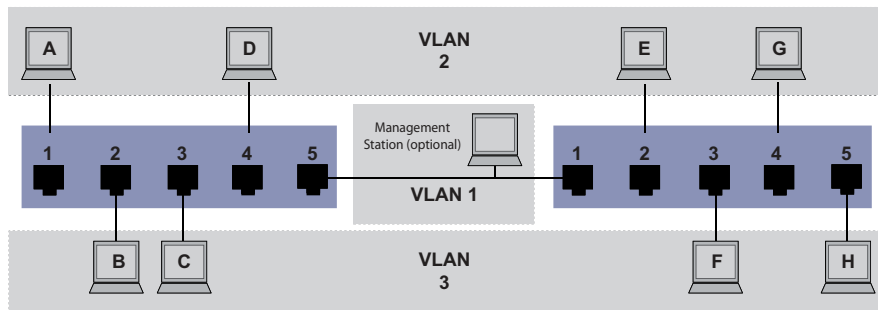 A
D
VLAN
2
E
G
1
2
3
4
5
Management
Station (optional)
VLAN 1
1
2
3
4
5
B
C
VLAN
3
F
H